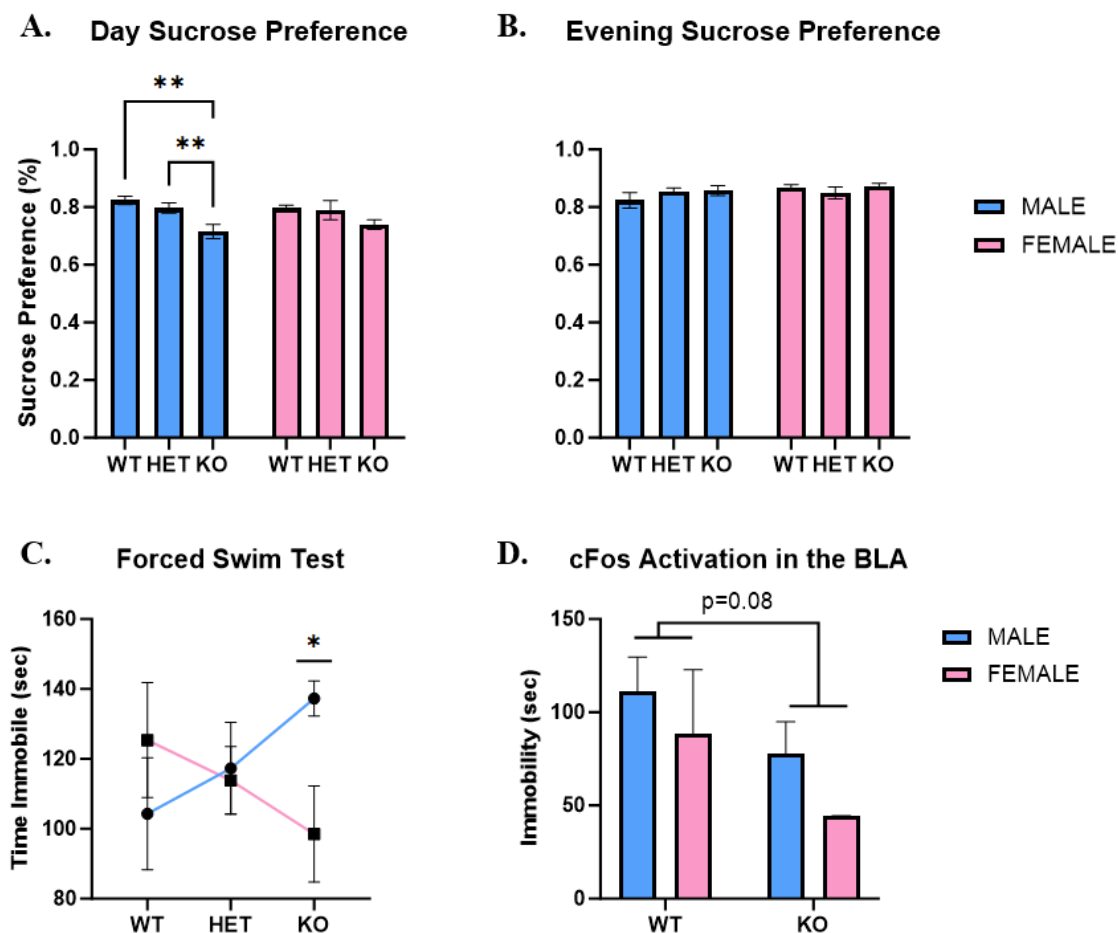 A. Day Sucrose Preference
**
**
Sucrose Preference (%)
1.0
0.8
0.6
0.4
0.2
0.0
WT HET KO WT HET KO
B. Evening Sucrose Preference
1.0
0.8
0.6
0.4
0.2
0.0
WT HET KO WT HET KO
MALE
FEMALE
C. Forced Swim Test
*
Time Immobile (sec)
160
140
120
100
80
WT HET KO
D. cFos Activation in the BLA
p=0.08
Immobility (sec)
150
100
50
0
WT KO
MALE
FEMALE